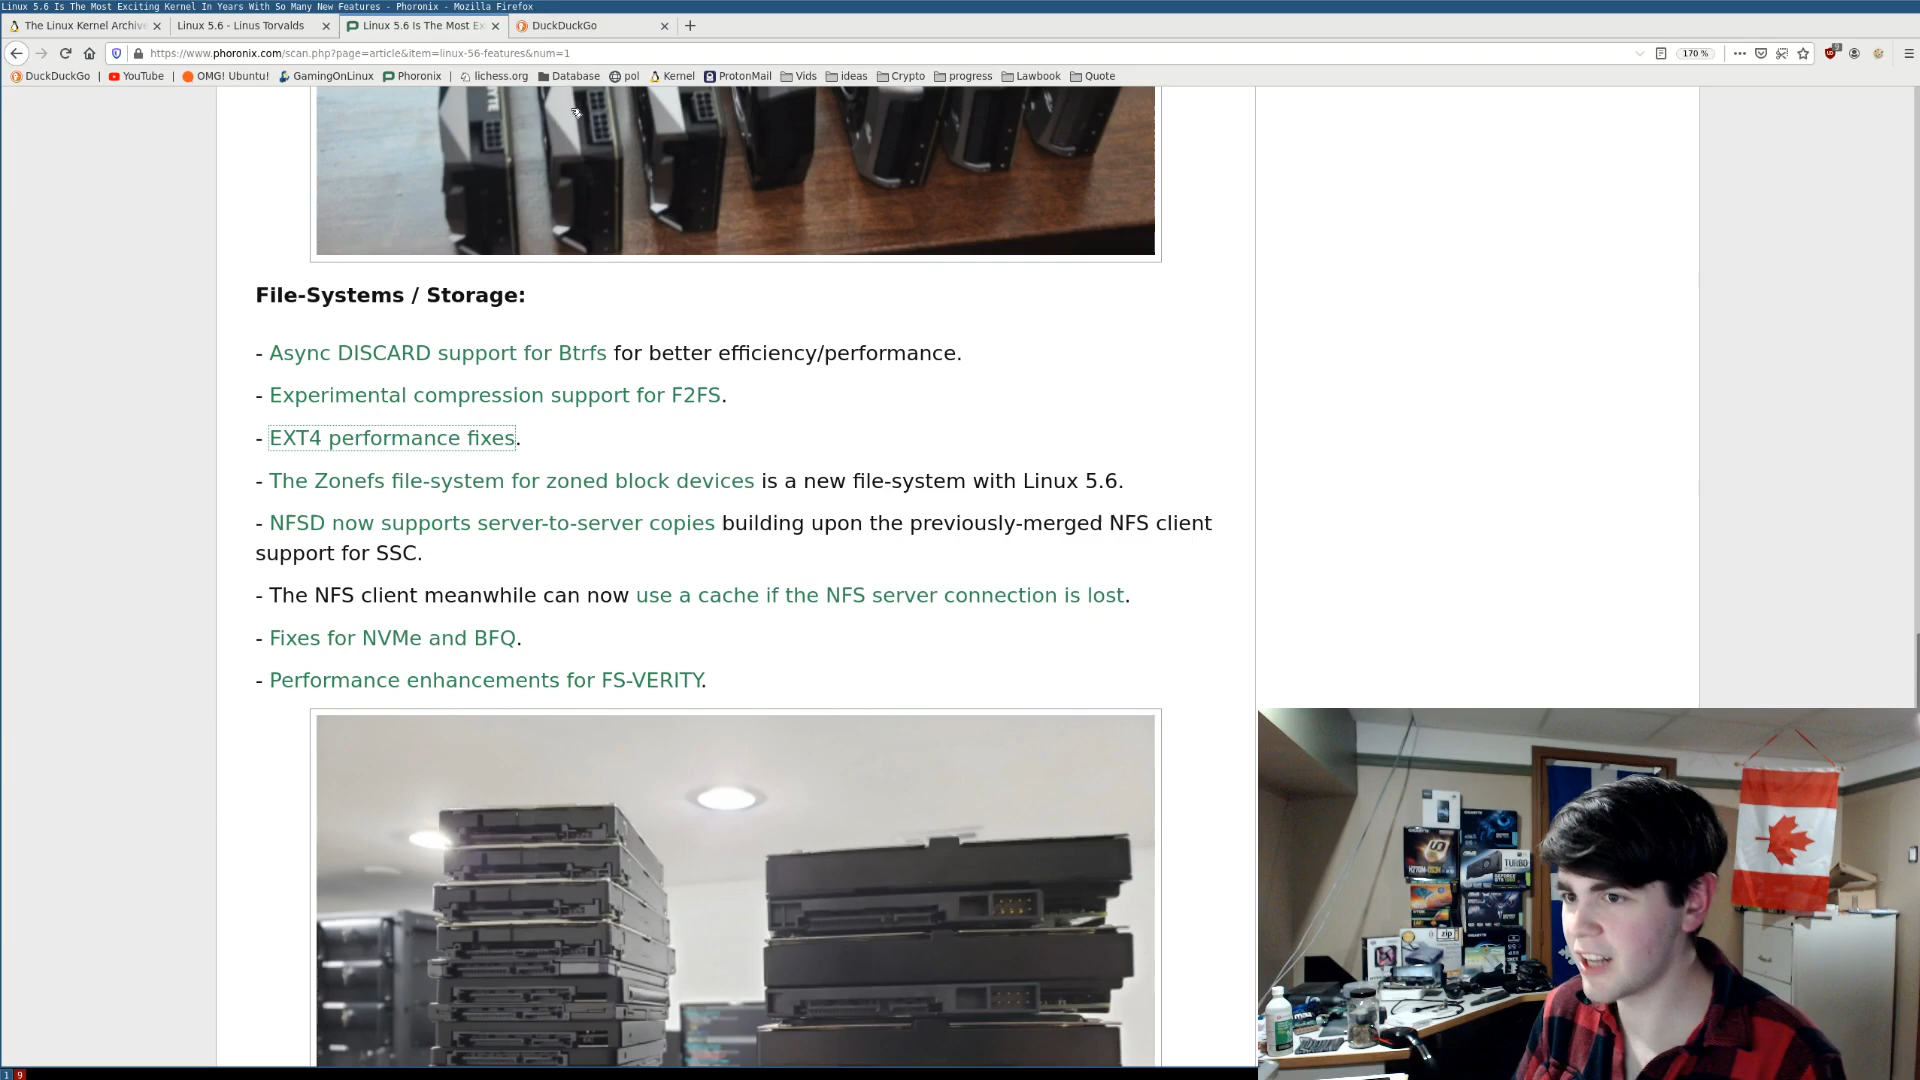 Linux 5.6 Is The Most Exciting Kernel In Years With So Many New Features - Phoronix - Mozilla Firefox
The Linux Kernel Archive
Linux 5.6 - Linus Torvalds
Linux 5.6 Is The Most Ex
DuckDuckGo
https://www.phoronix.com/scan.php?page=article&item=linux-56-features&num=1
170 %
DuckDuckGo | YouTube | OMG! Ubuntu! GamingOnLinux Phoronix | lichess.org Database pol Kernel ProtonMail Vids ideas Crypto progress Lawbook Quote
File-Systems / Storage:
- Async DISCARD support for Btrfs for better efficiency/performance.
- Experimental compression support for F2FS.
- EXT4 performance fixes.
- The Zonefs file-system for zoned block devices is a new file-system with Linux 5.6.
- NFSD now supports server-to-server copies building upon the previously-merged NFS client
support for SSC.
- The NFS client meanwhile can now use a cache if the NFS server connection is lost.
- Fixes for NVMe and BFQ.
- Performance enhancements for FS-VERITY.
TURBO
zip
1 9